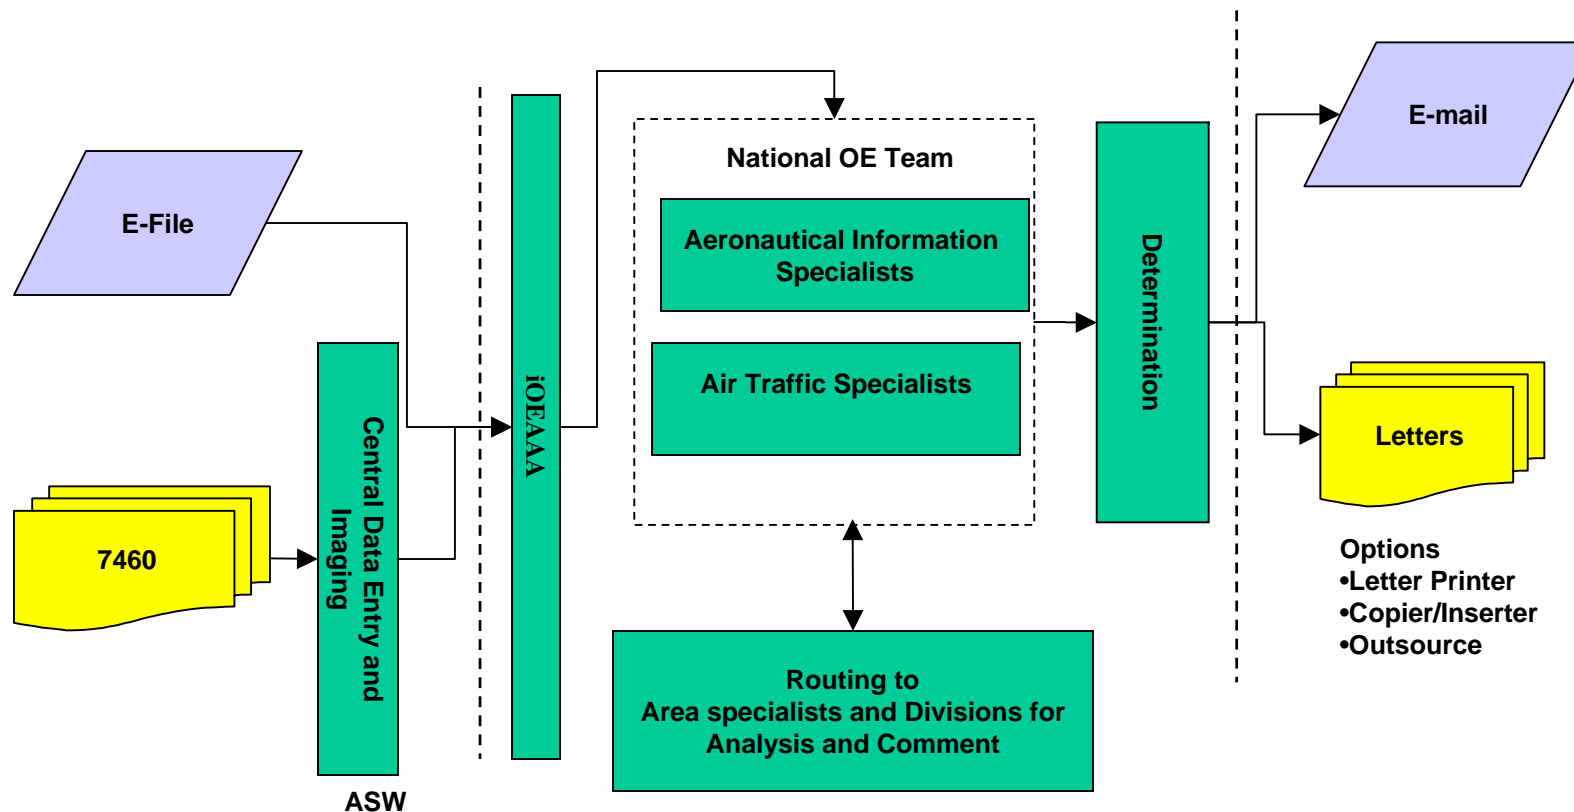 E-File
7460
Central Data Entry and
Imaging
ASW
iOEAAA
National OE Team
Aeronautical Information
Specialists
Air Traffic Specialists
Routing to
Area specialists and Divisions for
Analysis and Comment
Determination
E-mail
Letters
Options
•Letter Printer
•Copier/Inserter
•Outsource